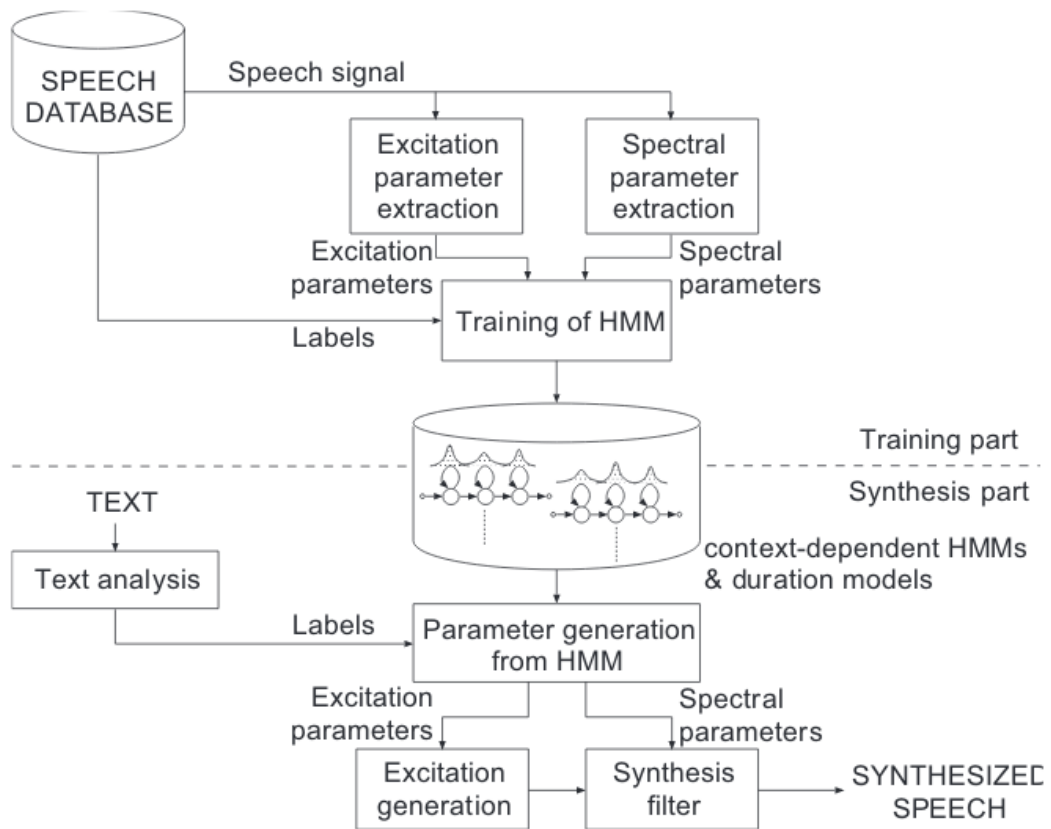 SPEECH
DATABASE
Speech signal
Excitation
parameter
extraction
Spectral
parameter
extraction
Excitation
parameters
Spectral
parameters
Training of HMM
Labels
Training part
Synthesis part
TEXT
context-dependent HMMs
& duration models
Text analysis
Labels
Parameter generation
from HMM
Excitation
parameters
Spectral
parameters
Excitation
generation
Synthesis
filter
SYNTHESIZED
SPEECH